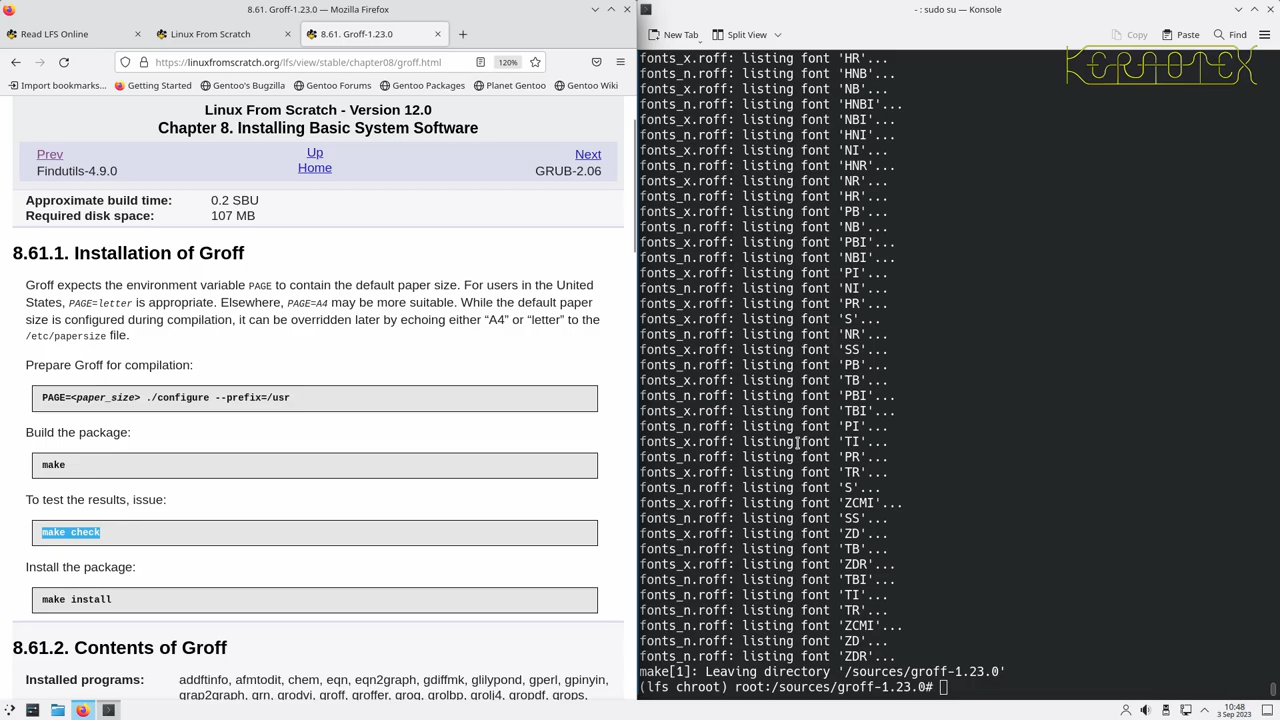 8.61. Groff-1.23.0 — Mozilla Firefox
Read LFS Online
Linux From Scratch
8.61. Groff-1.23.0
https://linuxfromscratch.org/lfs/view/stable/chapter08/groff.html
120%
Import bookmarks...
Getting Started
Gentoo's Bugzilla
Gentoo Forums
Gentoo Packages
Planet Gentoo
Gentoo Wiki
Linux From Scratch - Version 12.0
Chapter 8. Installing Basic System Software
Prev
Up
Next
Findutils-4.9.0
Home
GRUB-2.06
Approximate build time: 0.2 SBU
Required disk space: 107 MB
8.61.1. Installation of Groff
Groff expects the environment variable PAGE to contain the default paper size. For users in the United
States, PAGE=letter is appropriate. Elsewhere, PAGE=A4 may be more suitable. While the default paper
size is configured during compilation, it can be overridden later by echoing either “A4” or “letter” to the
/etc/papersize file.
Prepare Groff for compilation:
PAGE=<paper_size> ./configure --prefix=/usr
Build the package:
make
To test the results, issue:
make check
Install the package:
make install
8.61.2. Contents of Groff
Installed programs: addftinfo, afmtodit, chem, eqn, eqn2graph, gdiffmk, glilypond, gperl, gpinyin,
grap2graph, grn, grodvi, groff, groffer, grog, grolbp, grolj4, gropdf, grops,
- : sudo su — Konsole
New Tab
Split View
Copy
Paste
Find
KERNOTEX
fonts_x.roff: listing font 'HR'...
fonts_n.roff: listing font 'HNB'...
fonts_x.roff: listing font 'NB'...
fonts_n.roff: listing font 'HNBI'...
fonts_x.roff: listing font 'NBI'...
fonts_n.roff: listing font 'HNI'...
fonts_x.roff: listing font 'NI'...
fonts_n.roff: listing font 'HNR'...
fonts_x.roff: listing font 'NR'...
fonts_n.roff: listing font 'HR'...
fonts_x.roff: listing font 'PB'...
fonts_n.roff: listing font 'NB'...
fonts_x.roff: listing font 'PBI'...
fonts_n.roff: listing font 'NBI'...
fonts_x.roff: listing font 'PI'...
fonts_n.roff: listing font 'NI'...
fonts_x.roff: listing font 'PR'...
fonts_x.roff: listing font 'S'...
fonts_n.roff: listing font 'NR'...
fonts_x.roff: listing font 'SS'...
fonts_n.roff: listing font 'PB'...
fonts_x.roff: listing font 'TB'...
fonts_n.roff: listing font 'PBI'...
fonts_x.roff: listing font 'TBI'...
fonts_n.roff: listing font 'PI'...
fonts_x.roff: listing font 'TI'...
fonts_n.roff: listing font 'PR'...
fonts_x.roff: listing font 'TR'...
fonts_n.roff: listing font 'S'...
fonts_x.roff: listing font 'ZCMI'...
fonts_n.roff: listing font 'SS'...
fonts_x.roff: listing font 'ZD'...
fonts_n.roff: listing font 'TB'...
fonts_x.roff: listing font 'ZDR'...
fonts_n.roff: listing font 'TBI'...
fonts_n.roff: listing font 'TI'...
fonts_n.roff: listing font 'TR'...
fonts_n.roff: listing font 'ZCMI'...
fonts_n.roff: listing font 'ZD'...
fonts_n.roff: listing font 'ZDR'...
make[1]: Leaving directory '/sources/groff-1.23.0'
(lfs chroot) root:/sources/groff-1.23.0#
10:48
3 Sep 2023